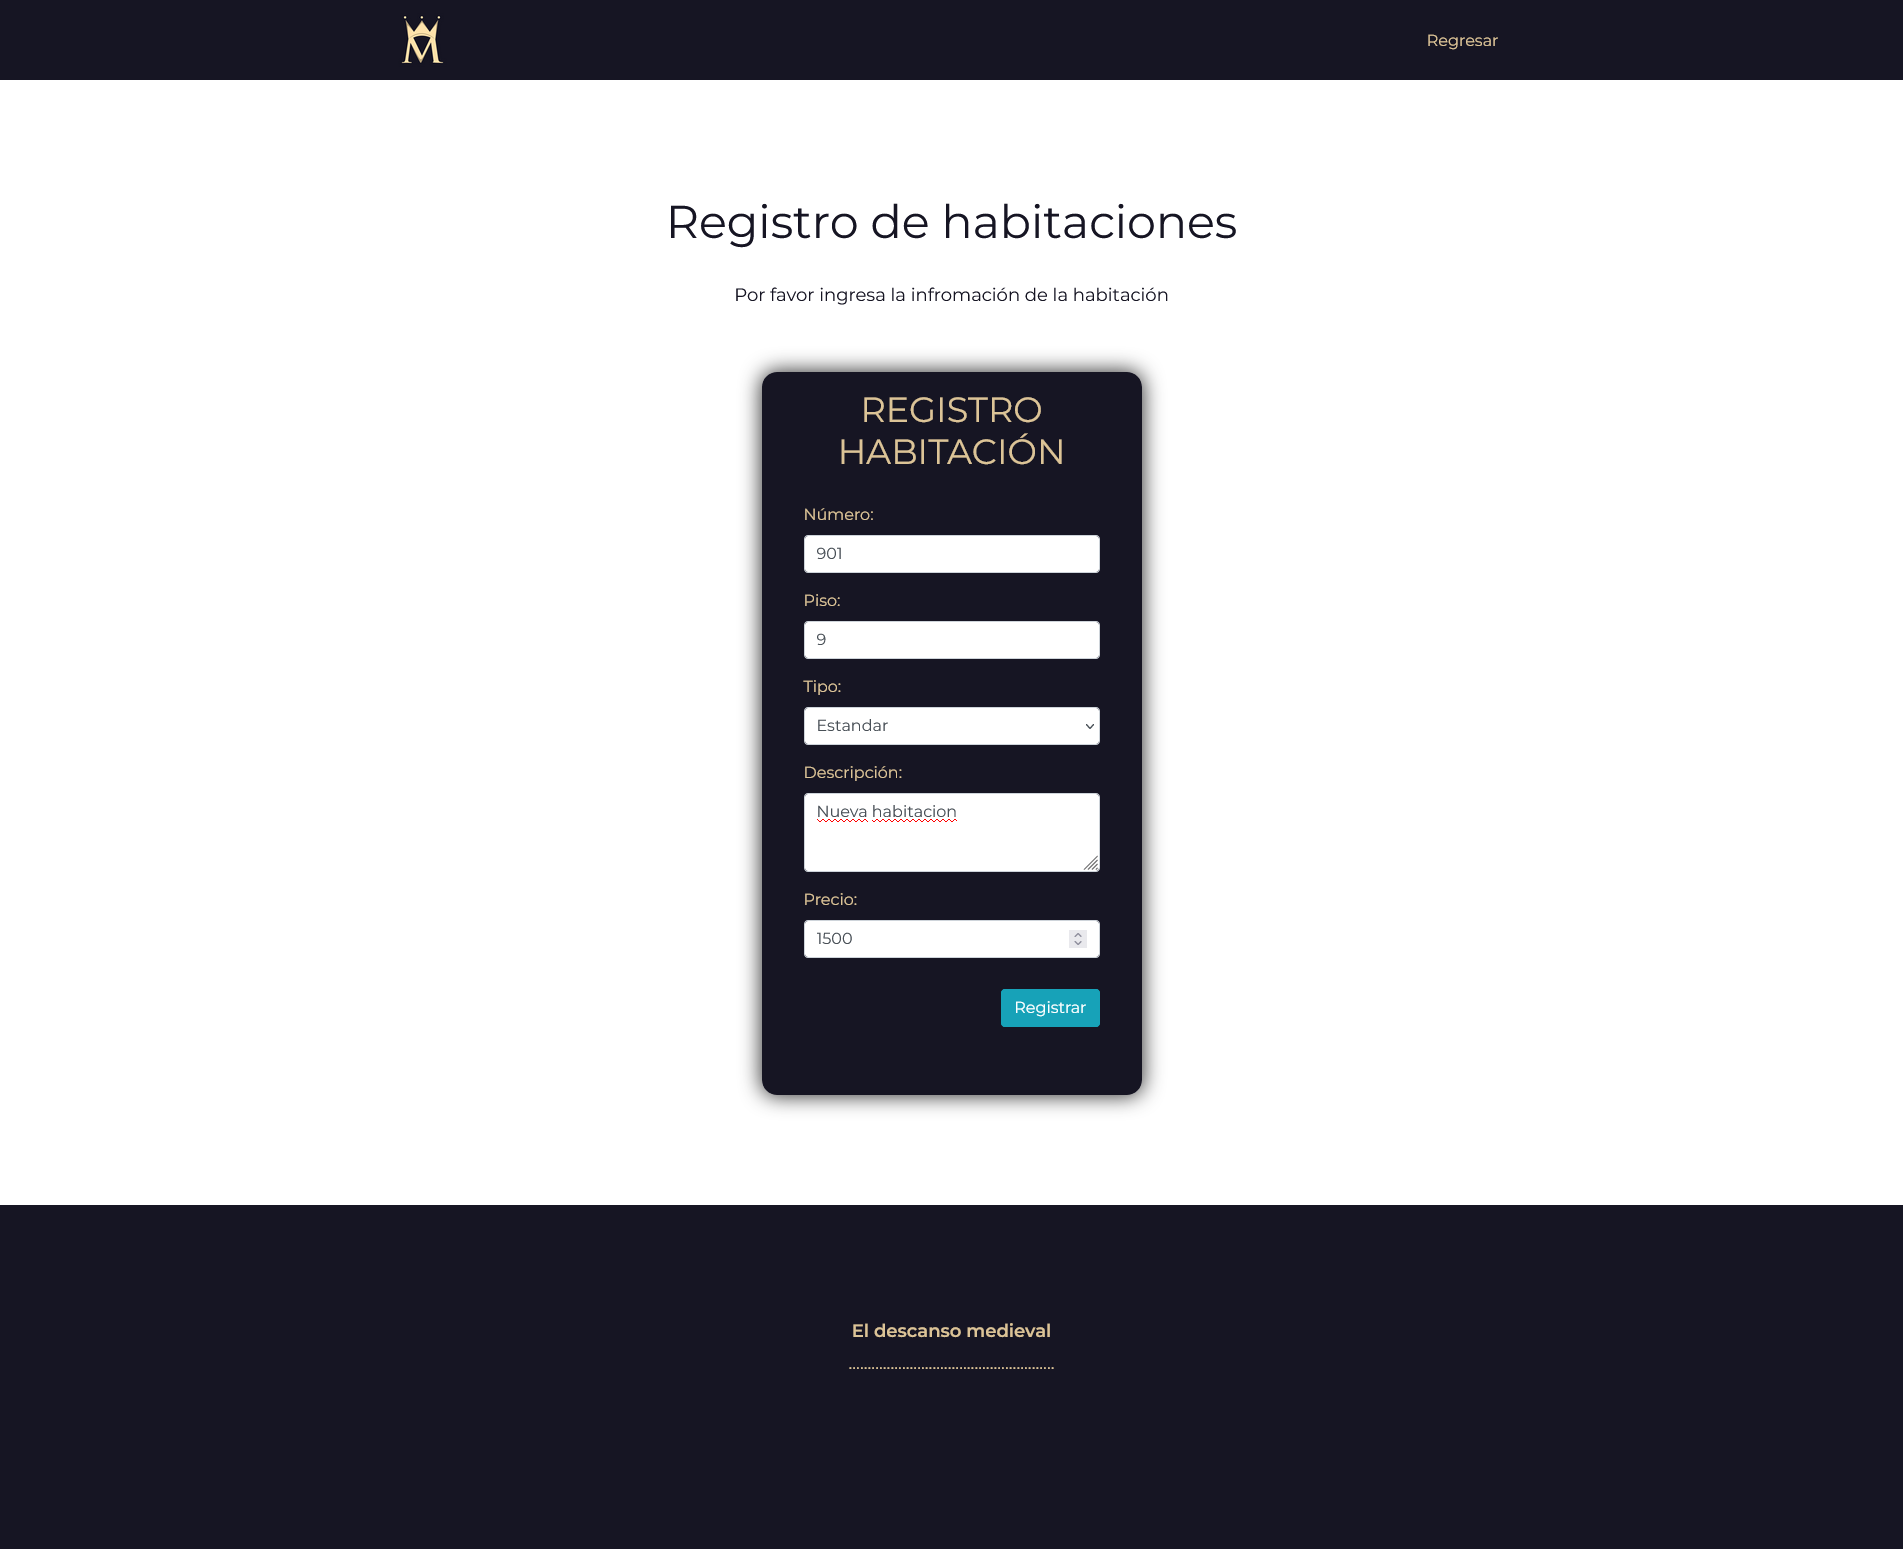 Regresar
Registro de habitaciones
Por favor ingresa la infromación de la habitación
REGISTRO
HABITACIÓN
Número:
901
Piso:
9
Tipo:
Estandar
Descripción:
Nueva habitacion
Precio:
1500
Registrar
El descanso medieval